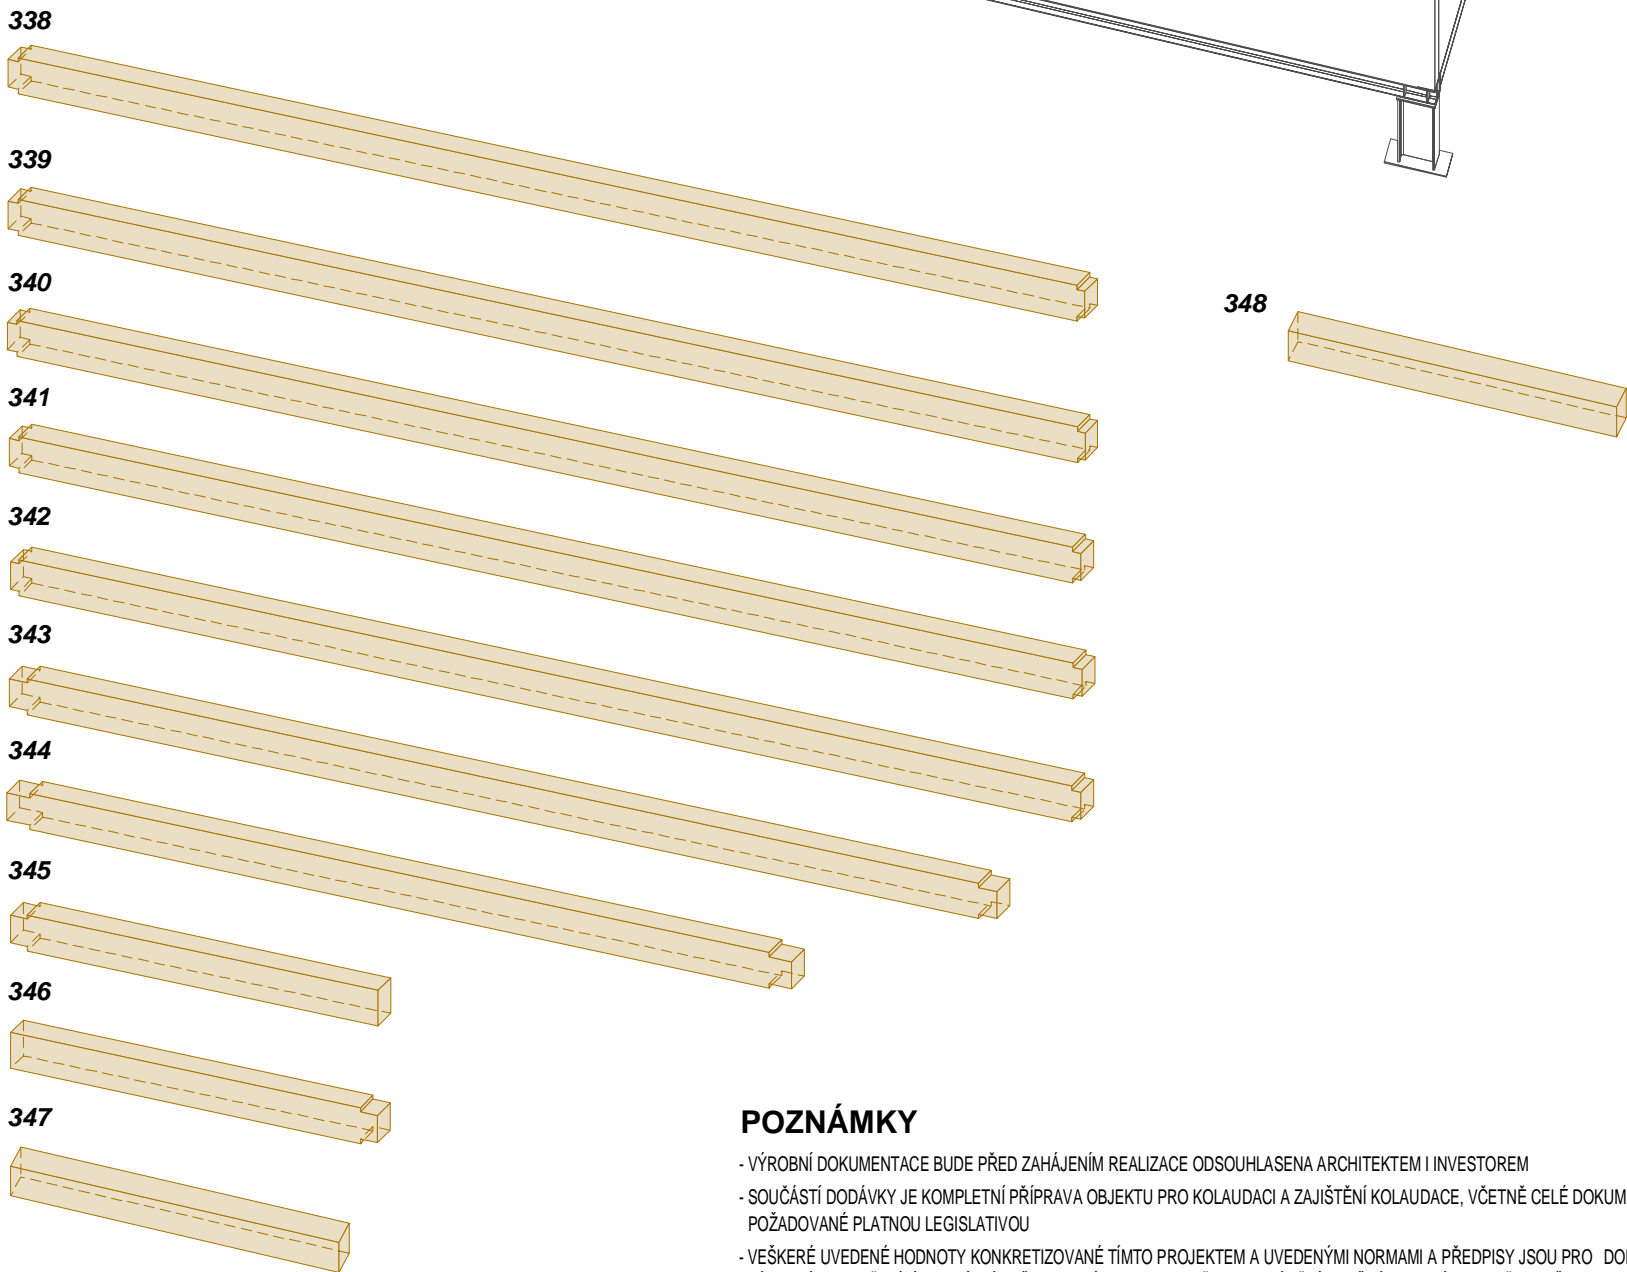 338
339
340
341
342
343
344
345
346
347
348
POZNÁMKY
- VÝROBNÍ DOKUMENTACE BUDE PŘED ZAHÁJENÍM REALIZACE ODSOUHLASENA ARCHITEKTEM I INVESTOREM
- SOUČÁSTÍ DODÁVKY JE KOMPLETNÍ PŘÍPRAVA OBJEKTU PRO KOLAUDACI A ZAJIŠTĚNÍ KOLAUDACE, VČETNĚ CELÉ DOKUM
POŽADOVANÉ PLATNOU LEGISLATIVOU
- VEŠKERÉ UVEDENÉ HODNOTY KONKRETIZOVANÉ TÍMTO PROJEKTEM A UVEDENÝMI NORMAMI A PŘEDPISY JSOU PRO